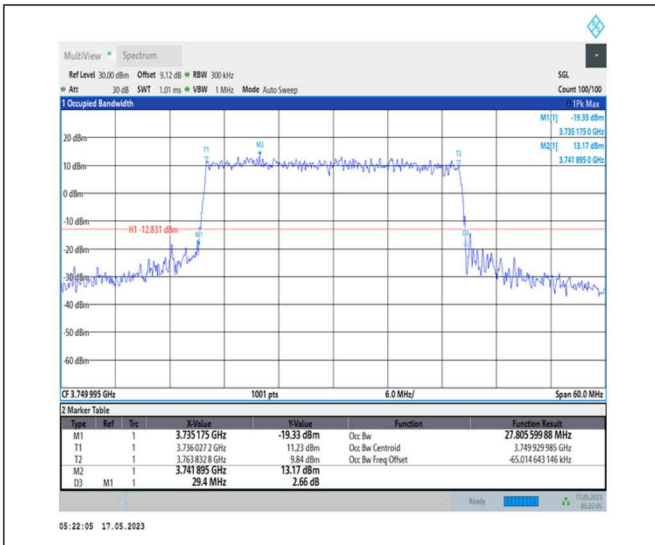 MultiView Spectrum
Ref Level 30.00 dBm Offset 9.12 dB RBW 300 kHz SGL
Att 30 dB SWT 1.01 ms VBW 1 MHz Mode Auto Sweep Count 100/100
1 Occupied Bandwidth 1Pk Max
M1[1] -19.33 dBm
3.735 175 0 GHz
20 dBm M2[1] 13.17 dBm
3.741 895 0 GHz
T1 M2 T2
10 dBm
0 dBm
-10 dBm
H1 -12.831 dBm
M1 D3
-20 dBm
-30 dBm
-40 dBm
-50 dBm
-60 dBm
CF 3.749 995 GHz 1001 pts 6.0 MHz/ Span 60.0 MHz
2 Marker Table
Type Ref Trc X-Value Y-Value Function Function Result
M1 1 3.735 175 GHz -19.33 dBm Occ Bw 27.805 599 88 MHz
T1 1 3.736 027 2 GHz 11.23 dBm Occ Bw Centroid 3.749 929 985 GHz
T2 1 3.763 832 8 GHz 9.84 dBm Occ Bw Freq Offset -65.014 643 146 kHz
M2 1 3.741 895 GHz 13.17 dBm
D3 M1 1 29.4 MHz 2.66 dB
Ready 17.05.2023
05:22:05
05:22:05 17.05.2023